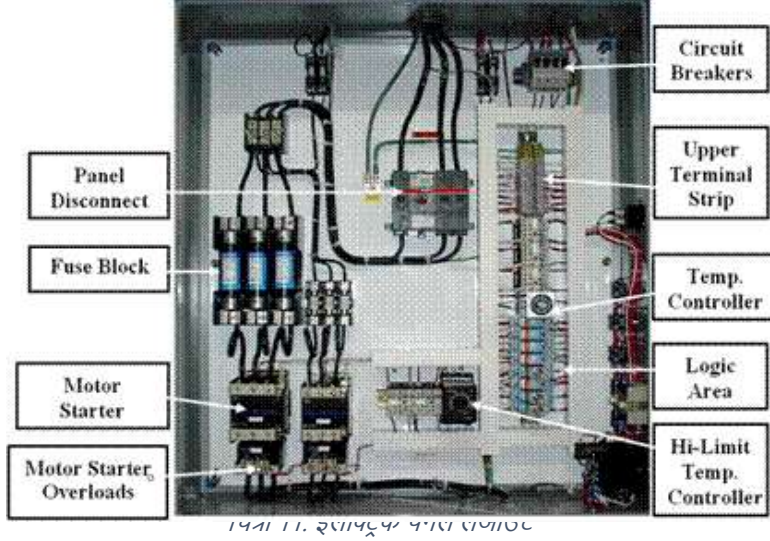 Circuit
Breakers
Panel
Disconnect
Upper
Terminal
Strip
Fuse Block
Temp.
Controller
Motor
Starter
Logic
Area
Motor Starter
Overloads
Hi-Limit
Temp.
Controller